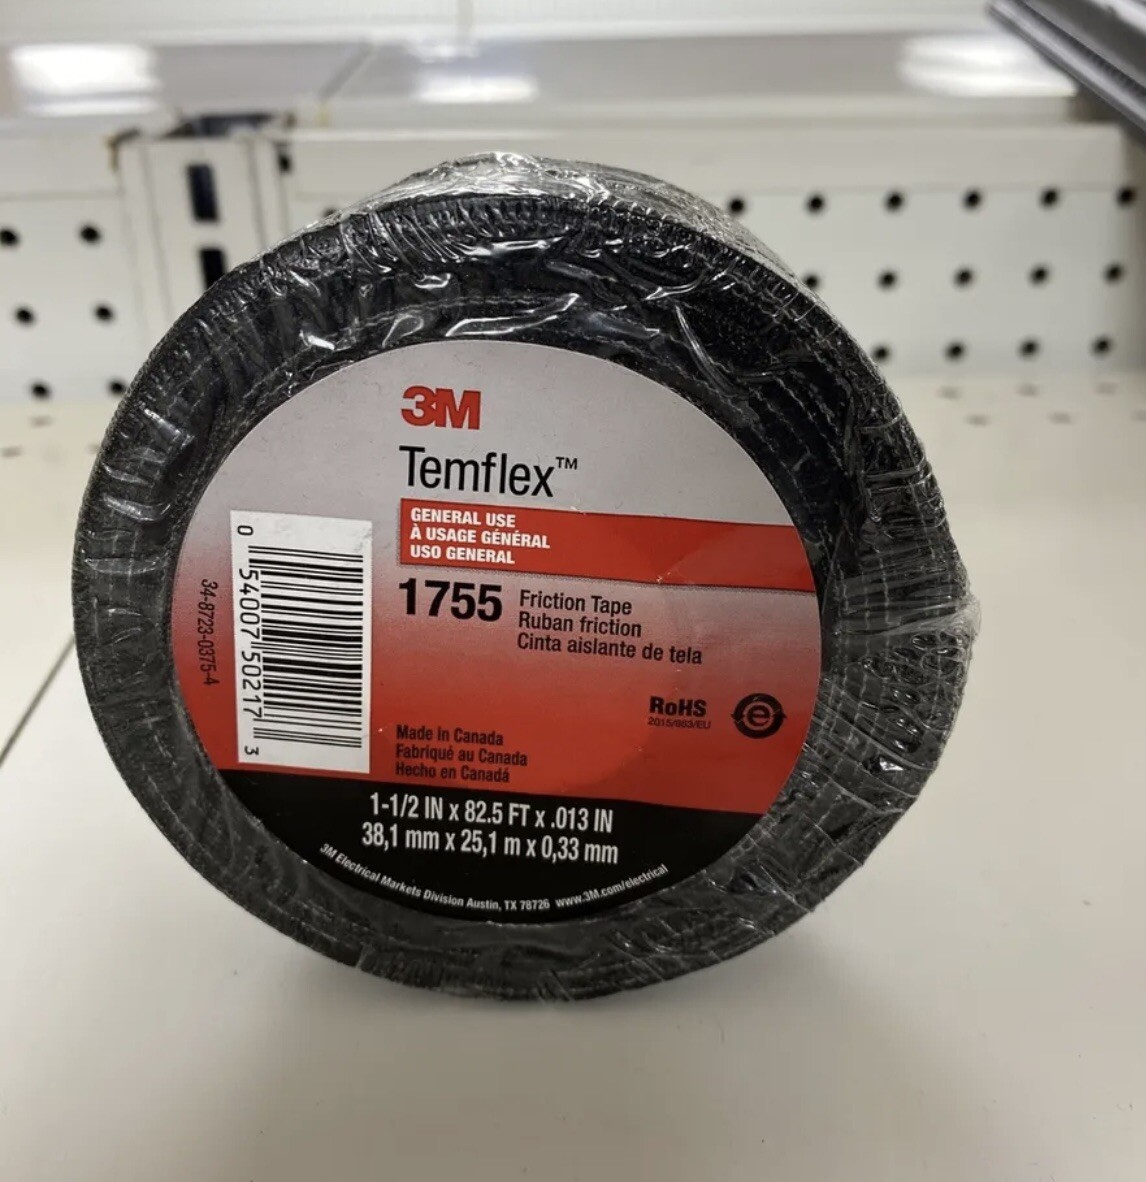 3M
Temflex™
GENERAL USE
À USAGE GÉNÉRAL
USO GENERAL
1755 Friction Tape
Ruban friction
Cinta aislante de tela
0 54007 50217 3
34-8723-0375-4
RoHS
2015/863/EU
e
Made in Canada
Fabriqué au Canada
Hecho en Canadá
1-1/2 IN x 82.5 FT x .013 IN
38,1 mm x 25,1 m x 0,33 mm
3M Electrical Markets Division Austin, TX 78726 www.3M.com/electrical